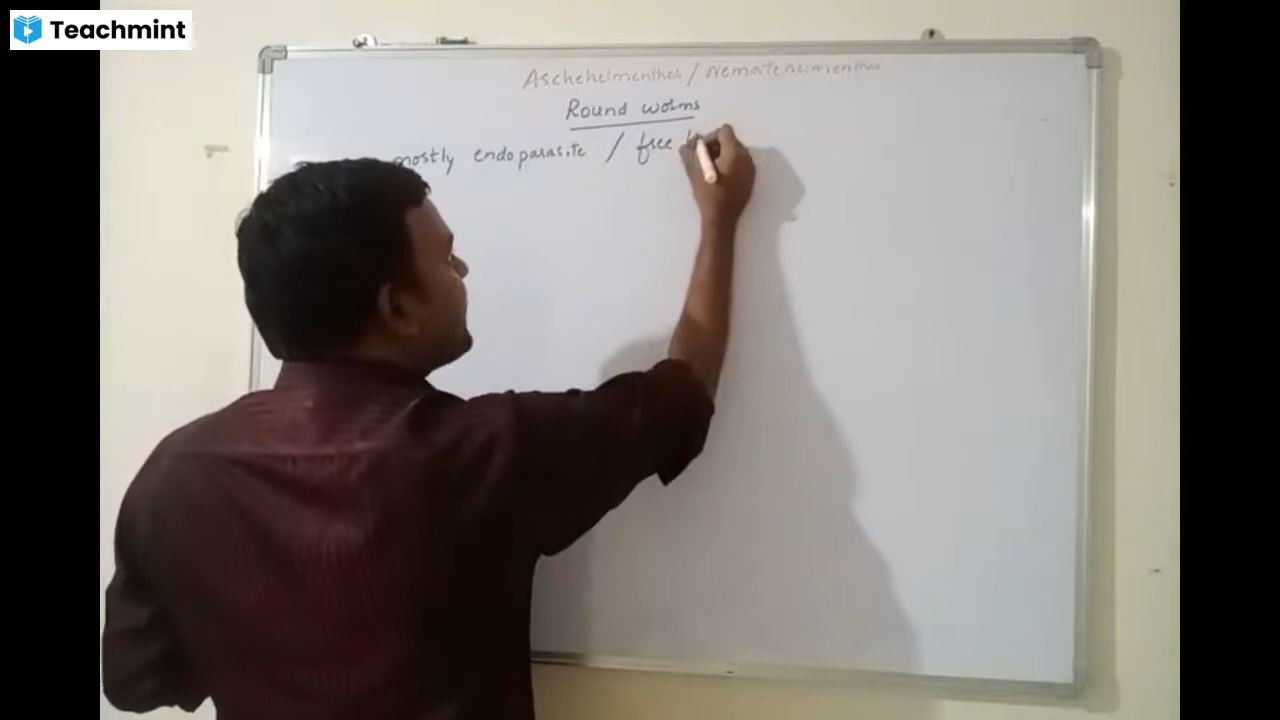 Teachmint
Aschehelmenthes / Nematehelmenthes
Round worms
mostly endoparasite / free